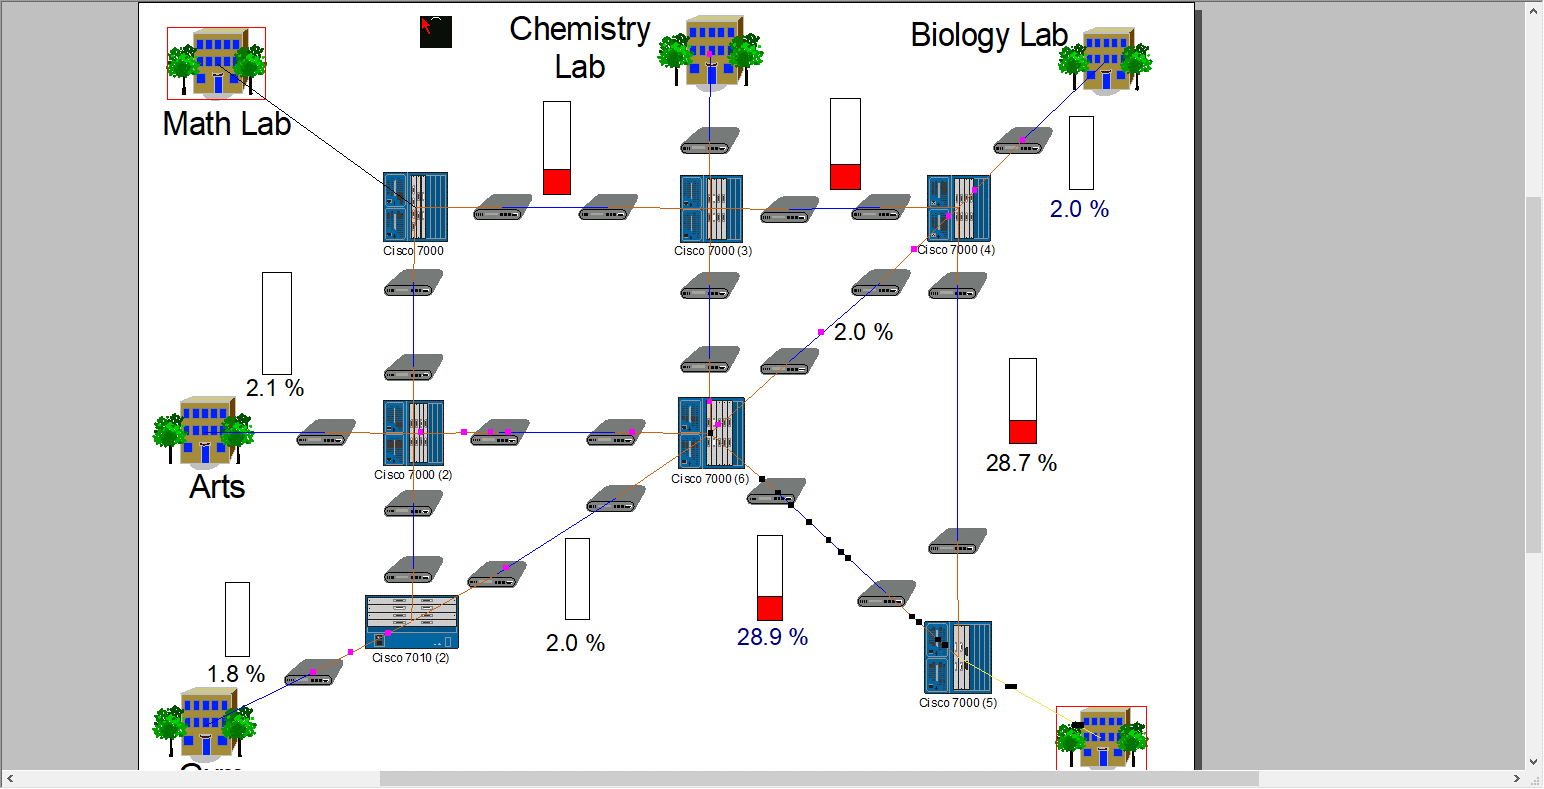 Chemistry
Lab
Biology Lab
Math Lab
2.0 %
Cisco 7000
Cisco 7000 (3)
Cisco 7000 (4)
2.0 %
2.1 %
28.7 %
Arts
Cisco 7000 (2)
Cisco 7000 (6)
2.0 %
28.9 %
1.8 %
Cisco 7010 (2)
Cisco 7000 (5)